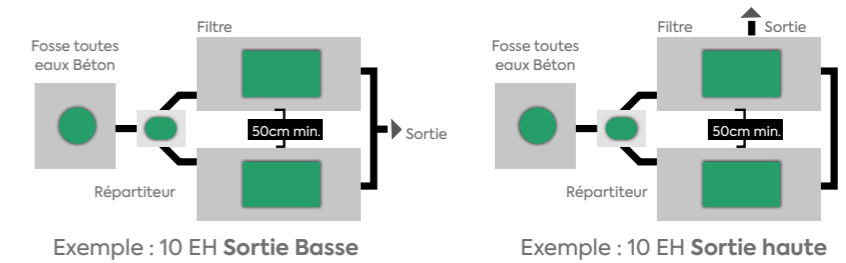 Filtre
Fosse toutes
eaux Béton
50cm min.
Sortie
Répartiteur
Exemple : 10 EH Sortie Basse
Filtre
Sortie
Fosse toutes
eaux Béton
50cm min.
Répartiteur
Exemple : 10 EH Sortie haute